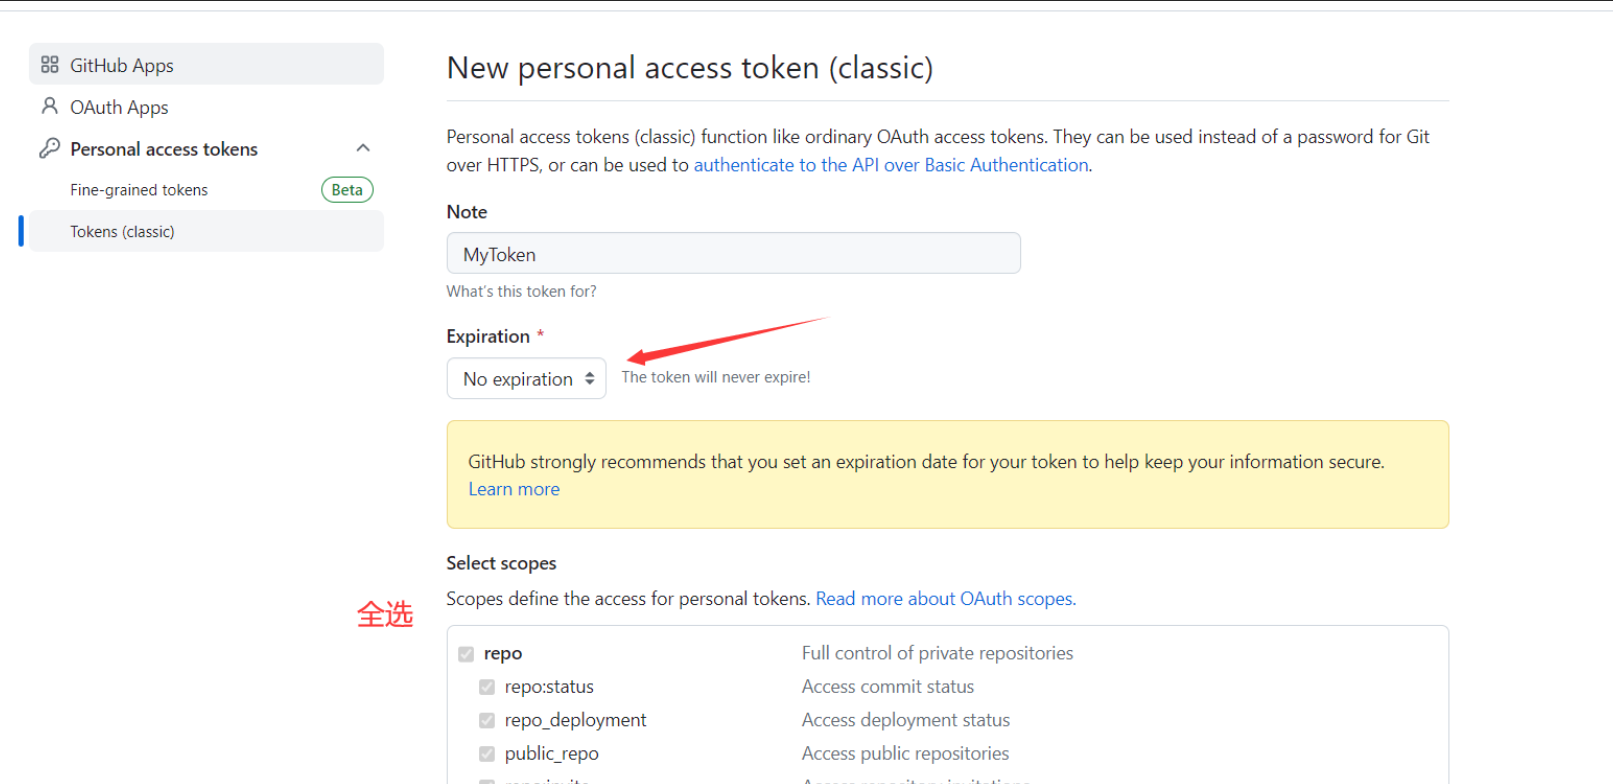 GitHub Apps
OAuth Apps
Personal access tokens
Fine-grained tokens Beta
Tokens (classic)
New personal access token (classic)
Personal access tokens (classic) function like ordinary OAuth access tokens. They can be used instead of a password for Git
over HTTPS, or can be used to authenticate to the API over Basic Authentication.
Note
MyToken
What's this token for?
Expiration *
No expiration The token will never expire!
GitHub strongly recommends that you set an expiration date for your token to help keep your information secure.
Learn more
Select scopes
Scopes define the access for personal tokens. Read more about OAuth scopes.
全选
repo Full control of private repositories
repo:status Access commit status
repo_deployment Access deployment status
public_repo Access public repositories